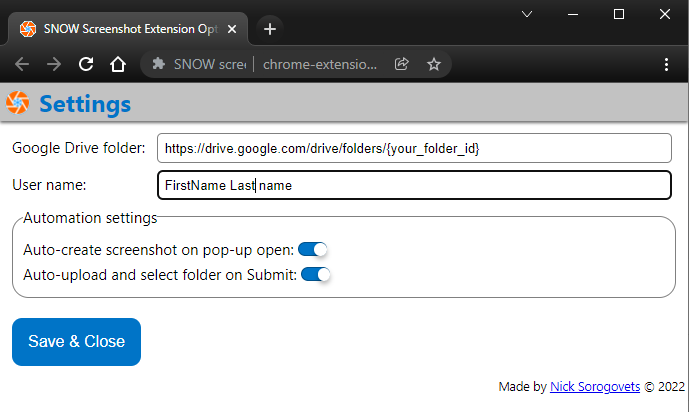 SNOW Screenshot Extension Opt
SNOW scree | chrome-extensio...
Settings
Google Drive folder: https://drive.google.com/drive/folders/{your_folder_id}
User name: FirstName Last name
Automation settings
Auto-create screenshot on pop-up open:
Auto-upload and select folder on Submit:
Save & Close
Made by Nick Sorogovets © 2022